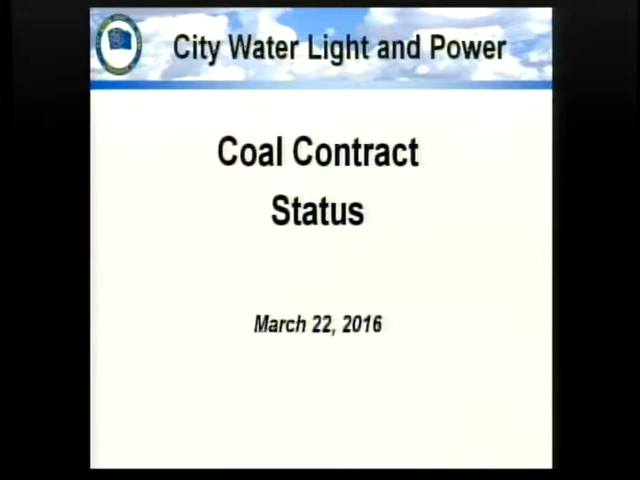 City Water Light and Power
Coal Contract
Status
March 22, 2016